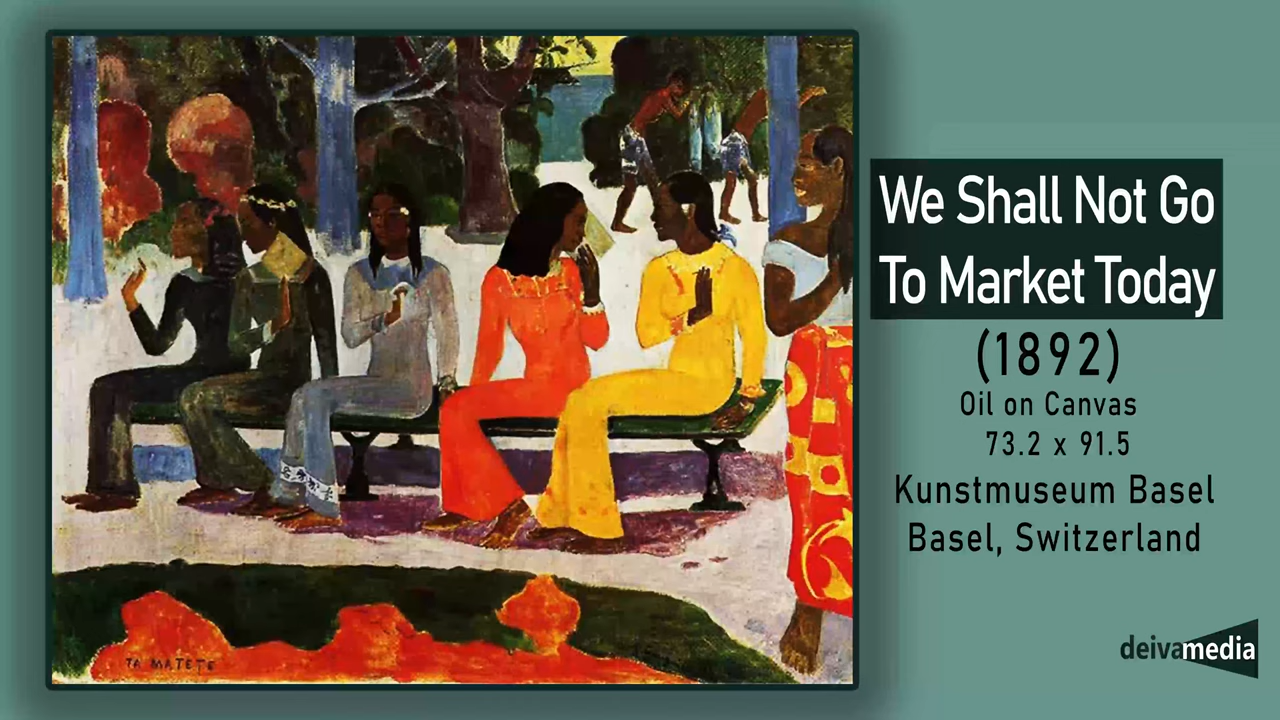 We Shall Not Go
To Market Today
(1892)
Oil on Canvas
73.2 x 91.5
Kunstmuseum Basel
Basel, Switzerland
TA MATETE
deivamedia